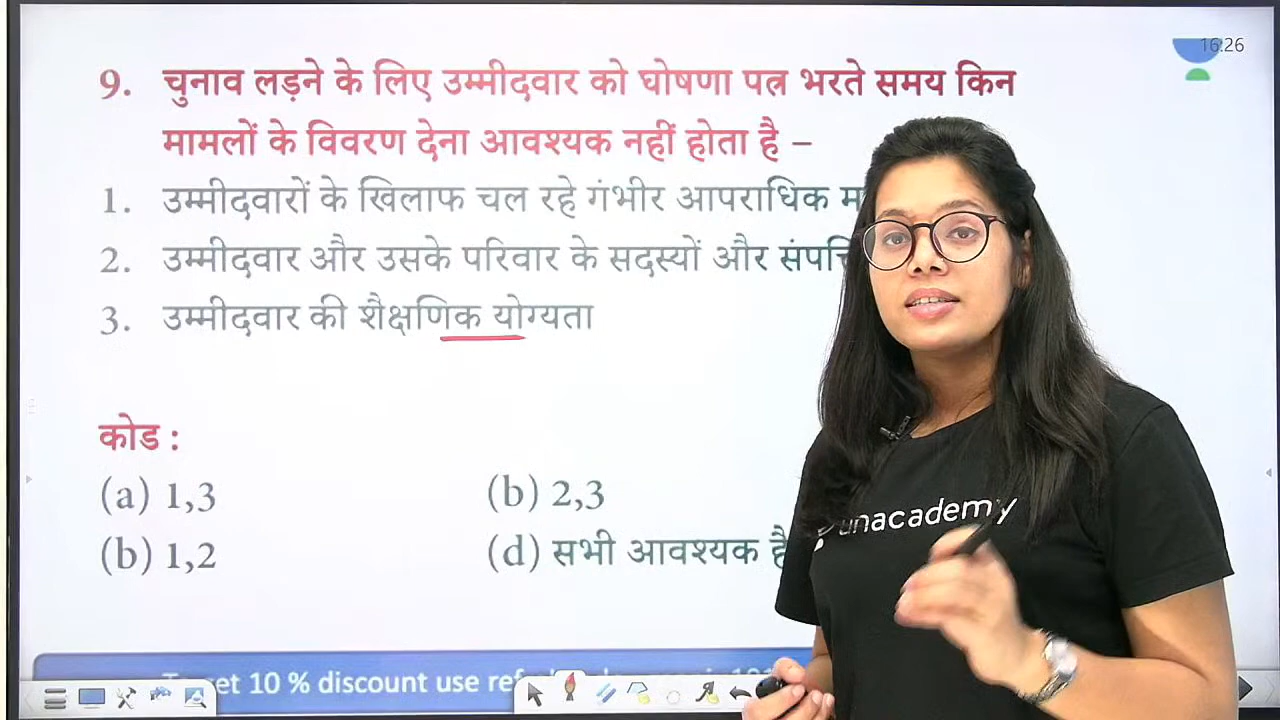 16:26
9. चुनाव लड़ने के लिए उम्मीदवार को घोषणा पत्र भरते समय किन
मामलों के विवरण देना आवश्यक नहीं होता है –
1. उम्मीदवारों के खिलाफ चल रहे गंभीर आपराधिक
2. उम्मीदवार और उसके परिवार के सदस्यों और
3. उम्मीदवार की शैक्षणिक योग्यता
कोड :
(a) 1,3 (b) 2,3
(b) 1,2 (d) सभी आवश्यक
unacademy
10 % discount use